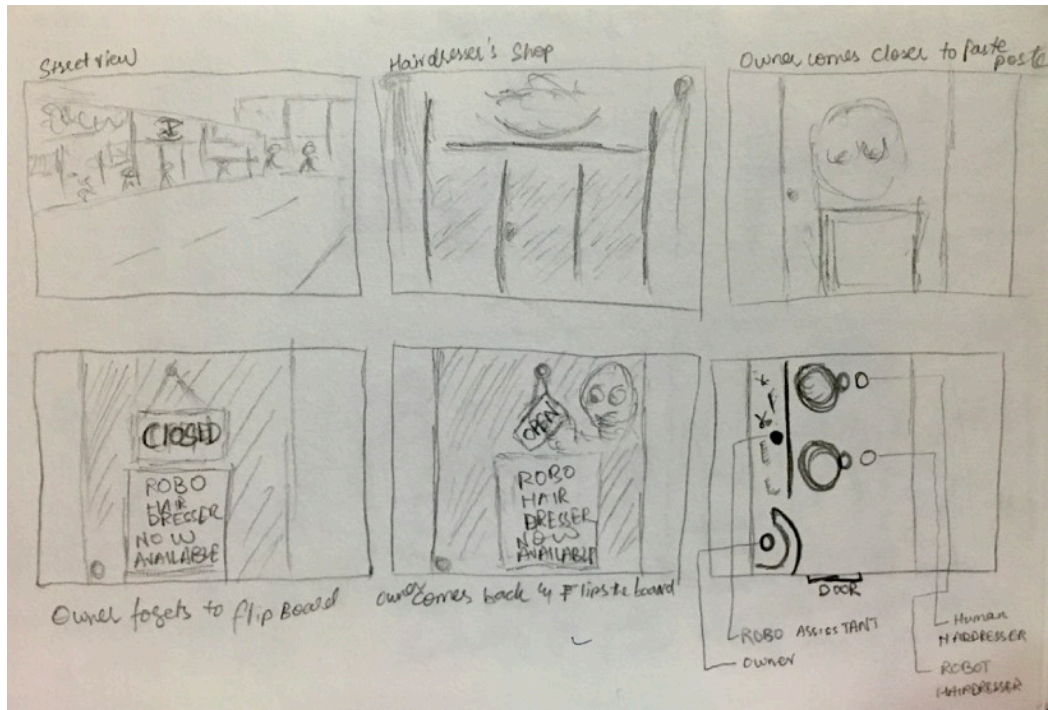 Street view
Hairdresser's Shop
Owner comes closer to paste
poste
CLOSED
ROBO
HAIR
DRESSER
NOW
AVAILABLE
Owner fogets to flip Board
OPEN
ROBO
HAIR
DRESSER
NOW
AVAILABLE
Owner comes back & Flips the board
DOOR
ROBO ASSISTANT
OWNER
Human
HAIRDRESSER
ROBOT
HAIRDRESSER